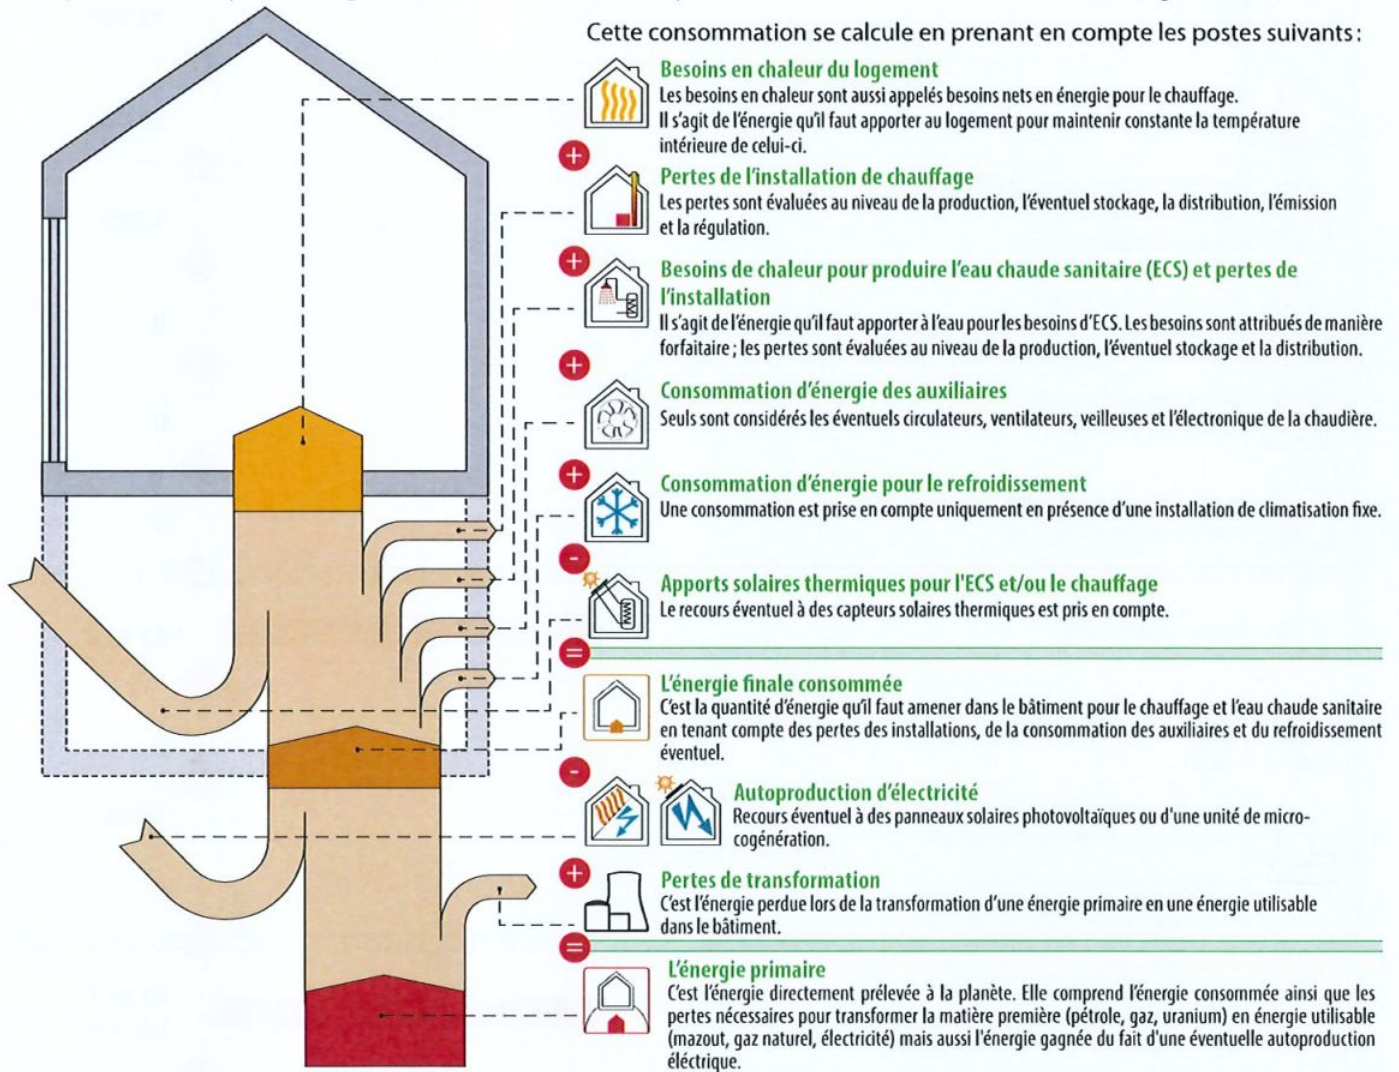 Cette consommation se calcule en prenant en compte les postes suivants :
Besoins en chaleur du logement
Les besoins en chaleur sont aussi appelés besoins nets en énergie pour le chauffage.
Il s'agit de l'énergie qu'il faut apporter au logement pour maintenir constante la température
intérieure de celui-ci.
+
Pertes de l'installation de chauffage
Les pertes sont évaluées au niveau de la production, l'éventuel stockage, la distribution, l'émission
et la régulation.
+
Besoins de chaleur pour produire l'eau chaude sanitaire (ECS) et pertes de
l'installation
Il s'agit de l'énergie qu'il faut apporter à l'eau pour les besoins d'ECS. Les besoins sont attribués de manière
forfaitaire ; les pertes sont évaluées au niveau de la production, l'éventuel stockage et la distribution.
+
Consommation d'énergie des auxiliaires
Seuls sont considérés les éventuels circulateurs, ventilateurs, veilleuses et l'électronique de la chaudière.
+
Consommation d'énergie pour le refroidissement
Une consommation est prise en compte uniquement en présence d'une installation de climatisation fixe.
-
Apports solaires thermiques pour l'ECS et/ou le chauffage
Le recours éventuel à des capteurs solaires thermiques est pris en compte.
=
L'énergie finale consommée
C'est la quantité d'énergie qu'il faut amener dans le bâtiment pour le chauffage et l'eau chaude sanitaire
en tenant compte des pertes des installations, de la consommation des auxiliaires et du refroidissement
éventuel.
-
Autoproduction d'électricité
Recours éventuel à des panneaux solaires photovoltaïques ou d'une unité de micro-
cogénération.
+
Pertes de transformation
C'est l'énergie perdue lors de la transformation d'une énergie primaire en une énergie utilisable
dans le bâtiment.
=
L'énergie primaire
C'est l'énergie directement prélevée à la planète. Elle comprend l'énergie consommée ainsi que les
pertes nécessaires pour transformer la matière première (pétrole, gaz, uranium) en énergie utilisable
(mazout, gaz naturel, électricité) mais aussi l'énergie gagnée du fait d'une éventuelle autoproduction
éléctrique.